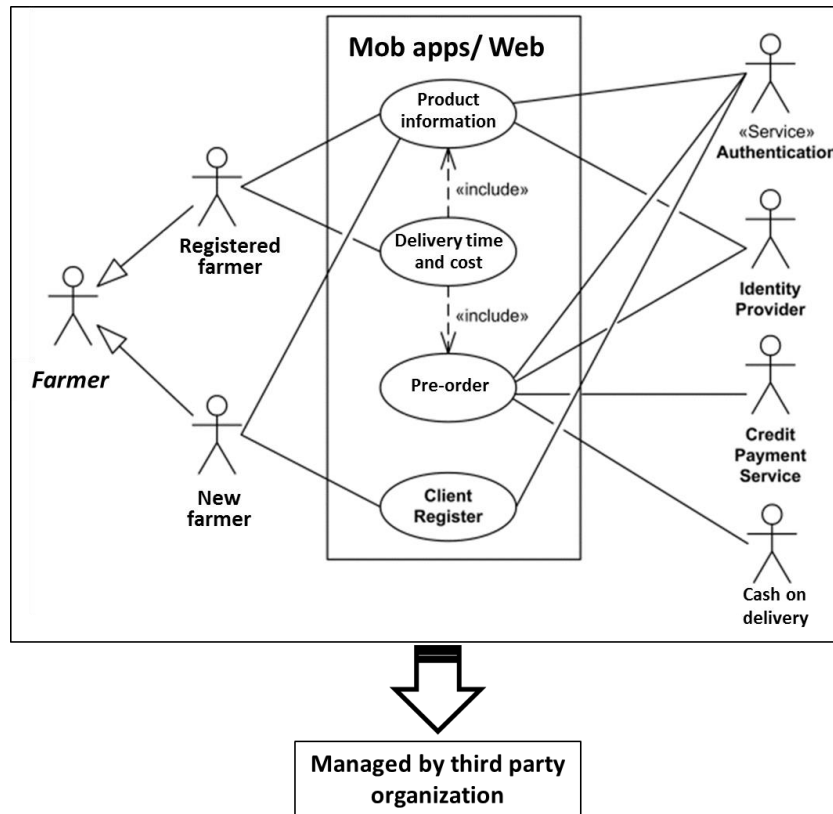 Mob apps/ Web
Product
information
«include»
Delivery time
and cost
«include»
Pre-order
Client
Register
Registered
farmer
Farmer
New
farmer
«Service»
Authentication
Identity
Provider
Credit
Payment
Service
Cash on
delivery
Managed by third party
organization